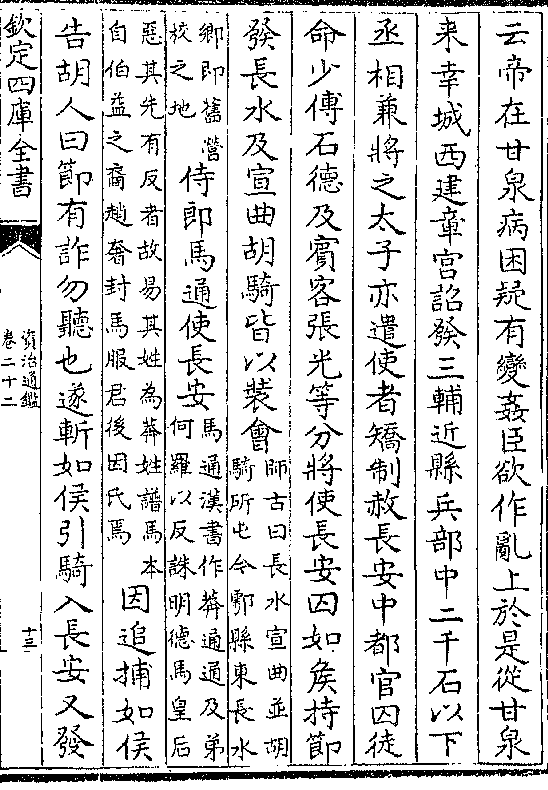 云帝在甘泉病困疑有變姦臣欲作亂上於是從甘泉
来幸城西建章宮詔發三輔近縣兵部中二千石以下
丞相兼將之太子亦遣使者矯制赦長安中都官囚徒
命少傅石德及賓客張光等分將使長安囚如侯持節
發長水及宣曲胡騎皆以裝會
師古曰長水宣曲並胡
騎所屯今鄠縣東長水
鄉即舊營
校之地
侍郎馬通使長安
馬通漢書作莽通通及弟
何羅以反誅明德馬皇后
惡其先有反者故易其姓為莽姓譜馬本
自伯益之裔趙奢封馬服君後因氏焉
因追捕如侯
告胡人曰節有詐勿聽也遂斬如侯引騎入長安又發
欽定四庫全書
資治通鑑
卷二十二
十三